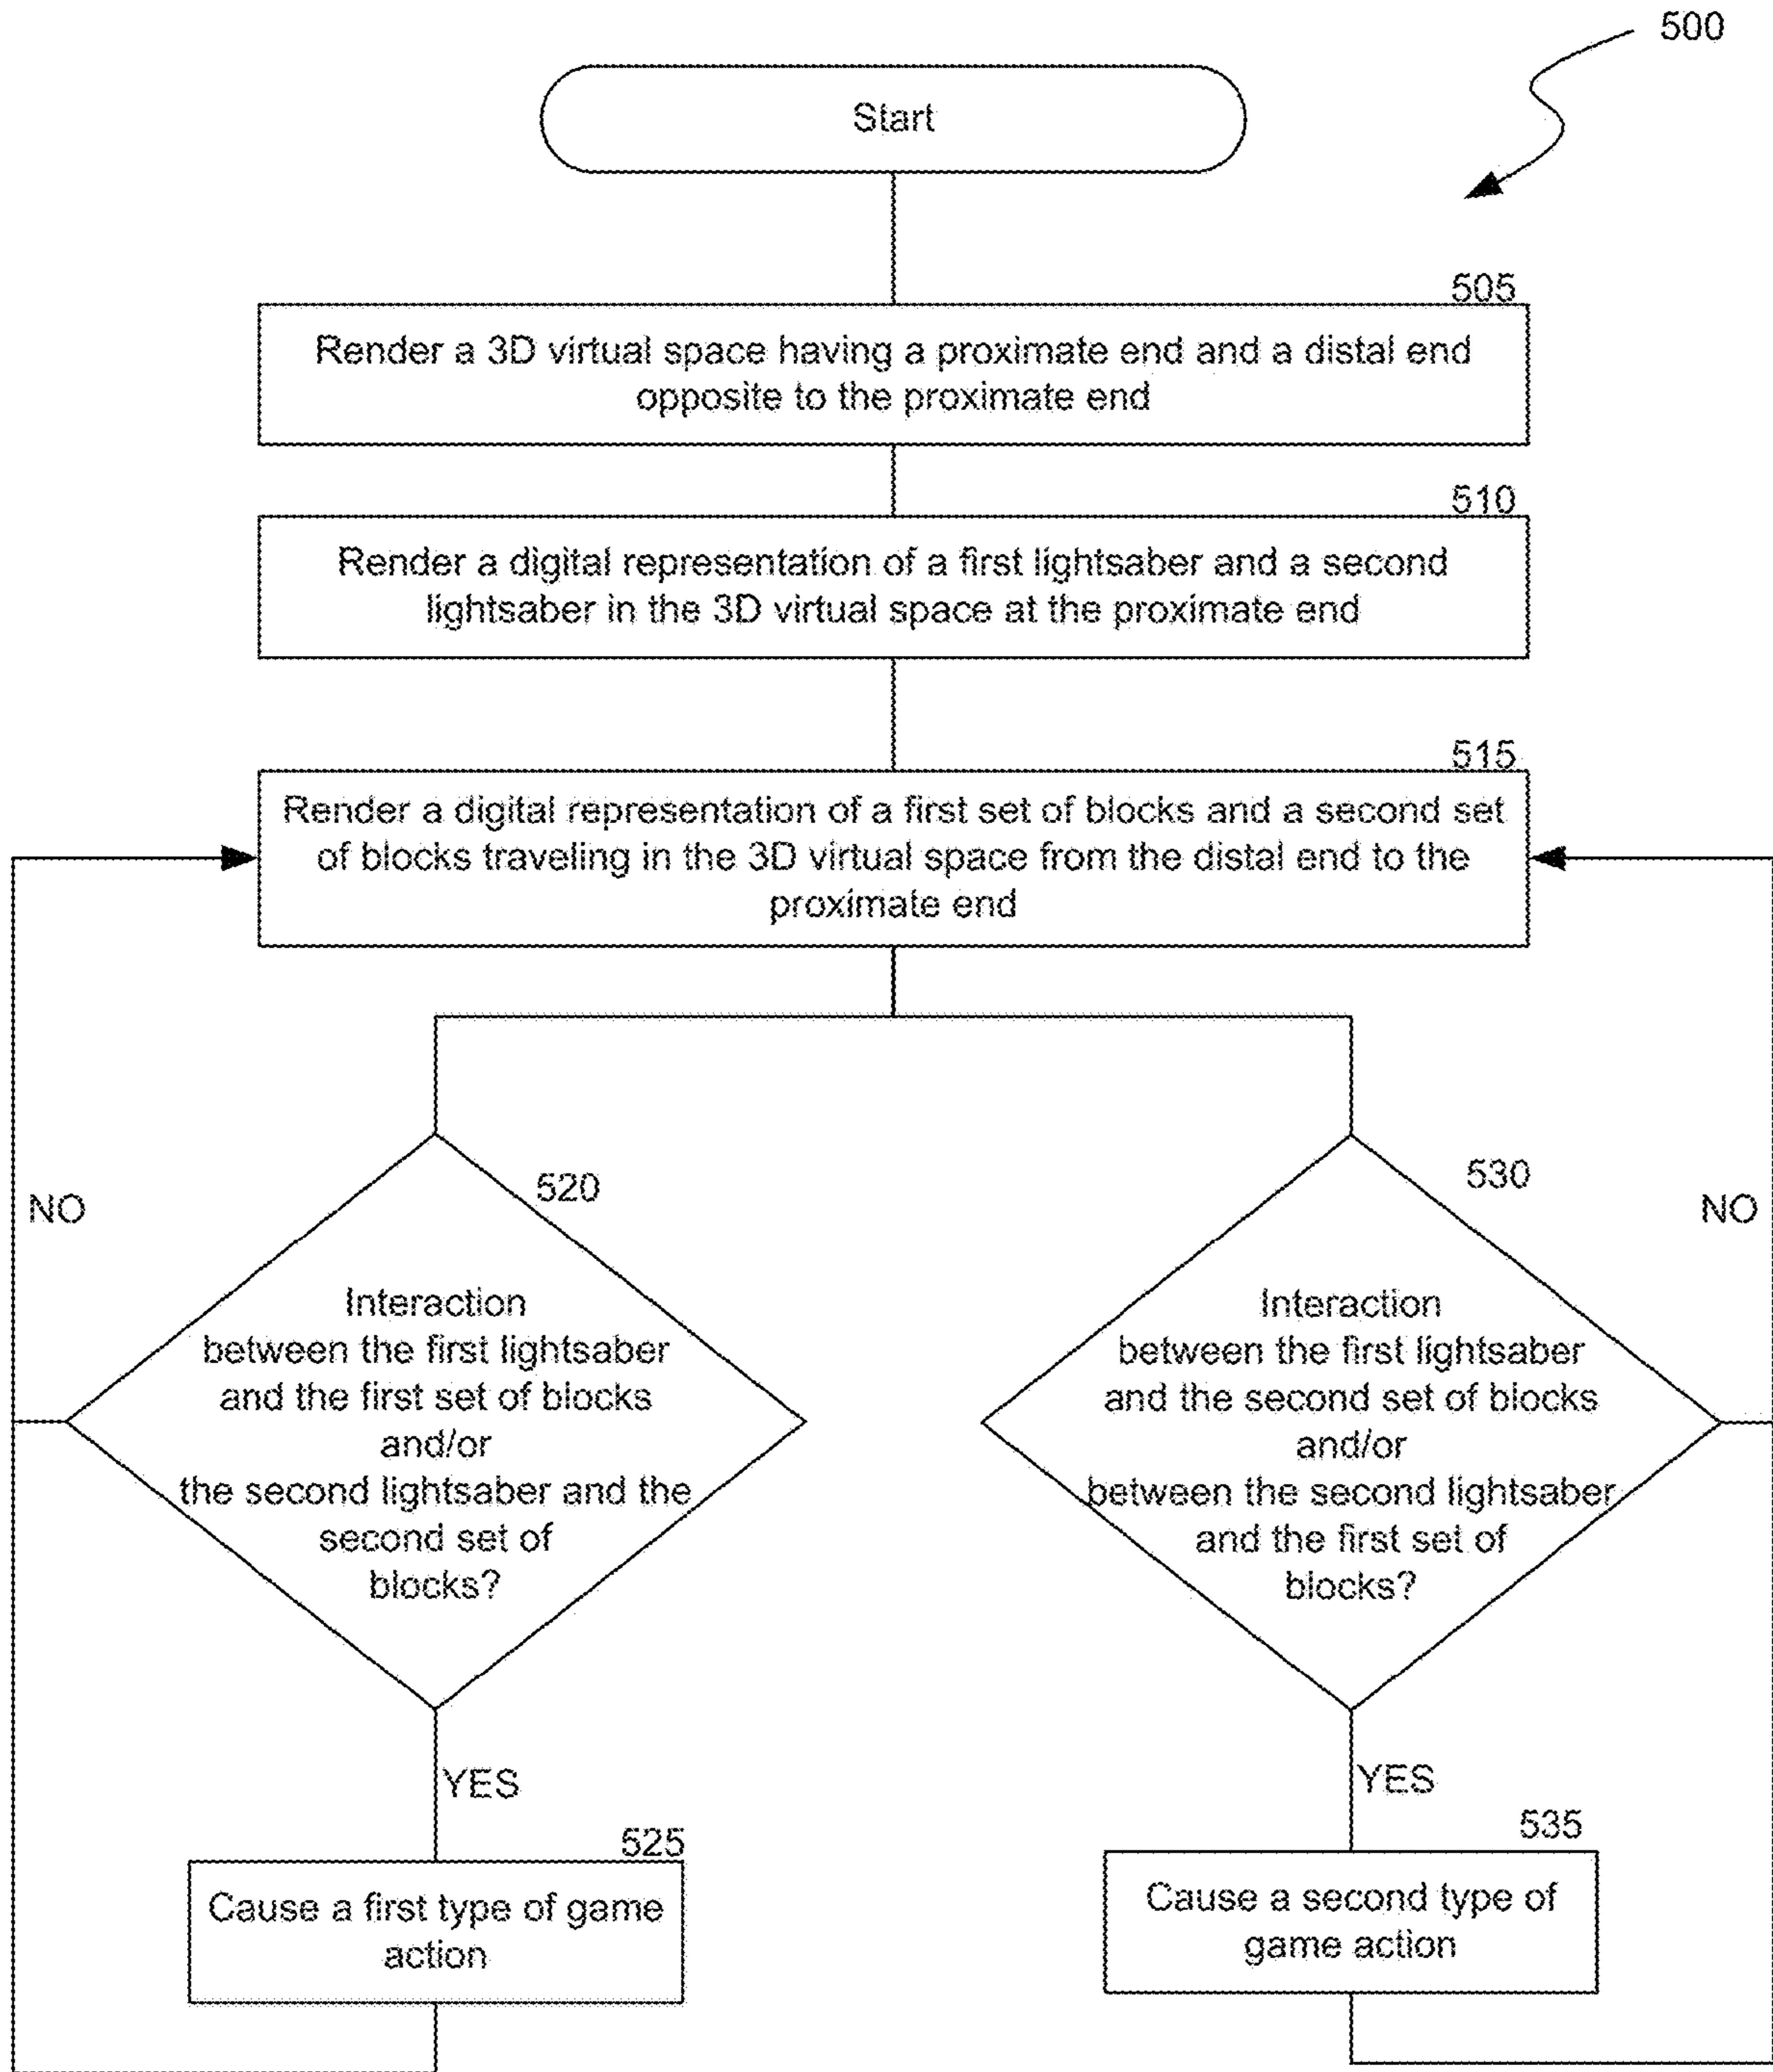 500
Start
505
Render a 3D virtual space having a proximate end and a distal end
opposite to the proximate end
510
Render a digital representation of a first lightsaber and a second
lightsaber in the 3D virtual space at the proximate end
515
Render a digital representation of a first set of blocks and a second set
of blocks traveling in the 3D virtual space from the distal end to the
proximate end
520
NO
Interaction
between the first lightsaber
and the first set of blocks
and/or
the second lightsaber and the
second set of
blocks?
YES
525
Cause a first type of game
action
530
NO
Interaction
between the first lightsaber
and the second set of blocks
and/or
between the second lightsaber
and the first set of
blocks?
YES
535
Cause a second type of
game action